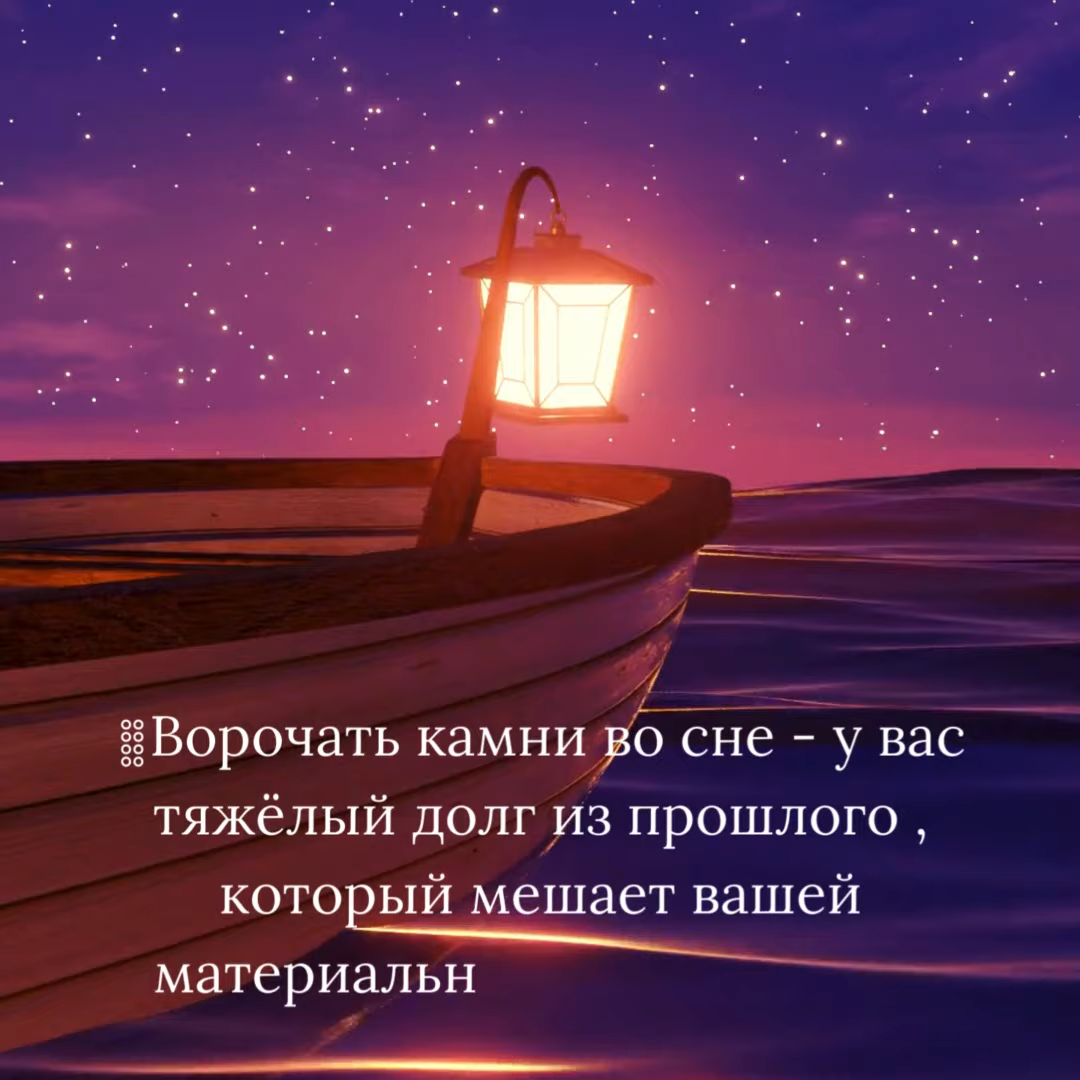 ⣿Ворочать камни во сне - у вас
тяжёлый долг из прошлого ,
который мешает вашей
материальн